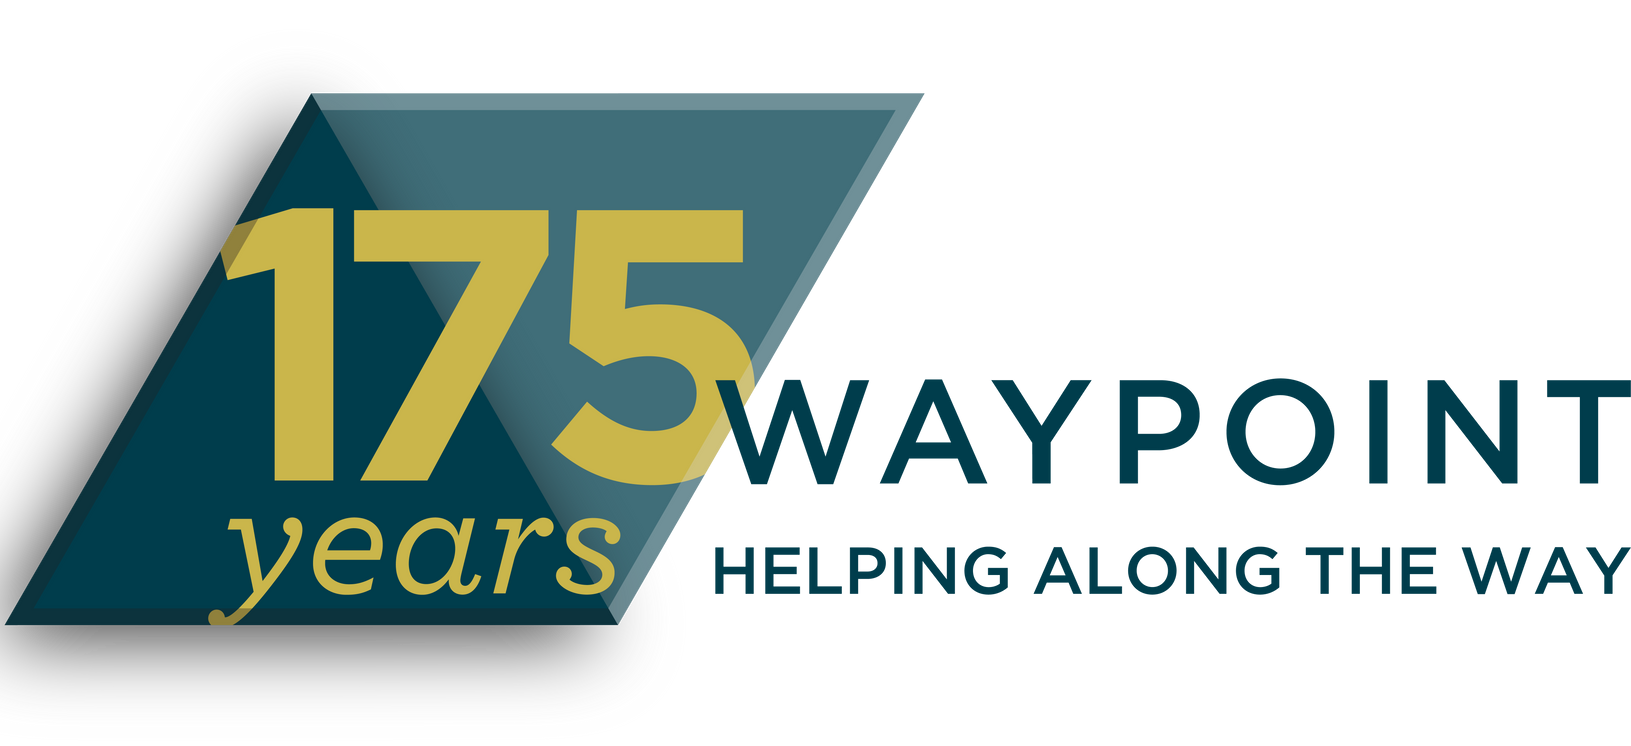 175
years
WAYPOINT
HELPING ALONG THE WAY